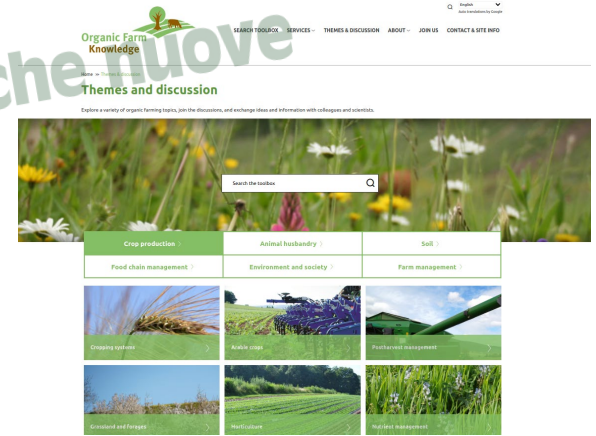 English
Auto translations by Google
Organic Farm
Knowledge
SEARCH TOOLBOX SERVICES THEMES & DISCUSSION ABOUT JOIN US CONTACT & SITE INFO
che nuove
Home >> Themes & Discussion
Themes and discussion
Explore a variety of organic farming topics, join the discussions, and exchange ideas and information with colleagues and scientists.
Search the toolbox
Crop production Animal husbandry Soil
Food chain management Environment and society Farm management
Cropping systems Arable crops Postharvest management
Grassland and forages Horticulture Nutrient management